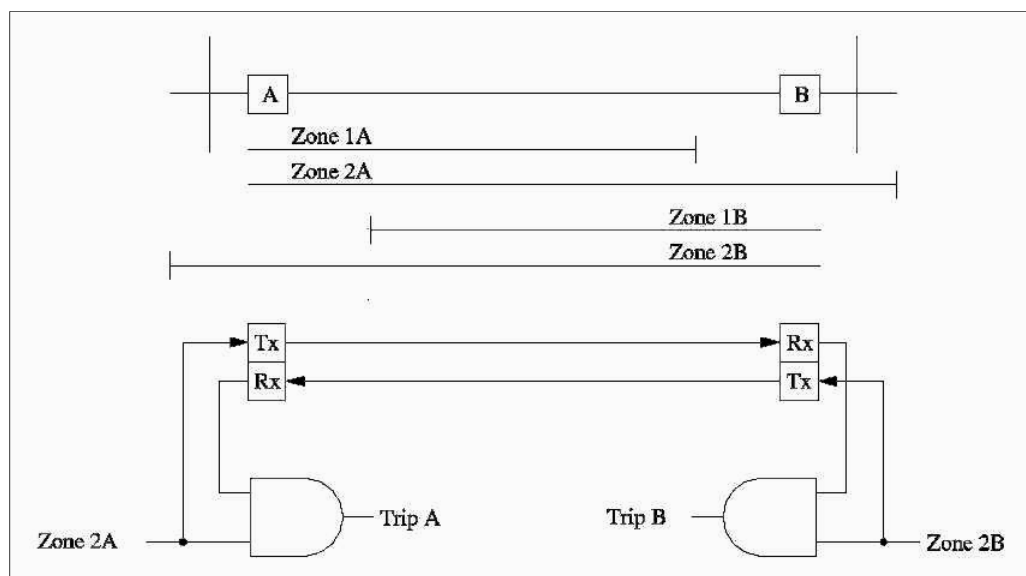 A B
Zone 1A
Zone 2A
Zone 1B
Zone 2B
Tx Rx
Rx Tx
Trip A Trip B
Zone 2A Zone 2B